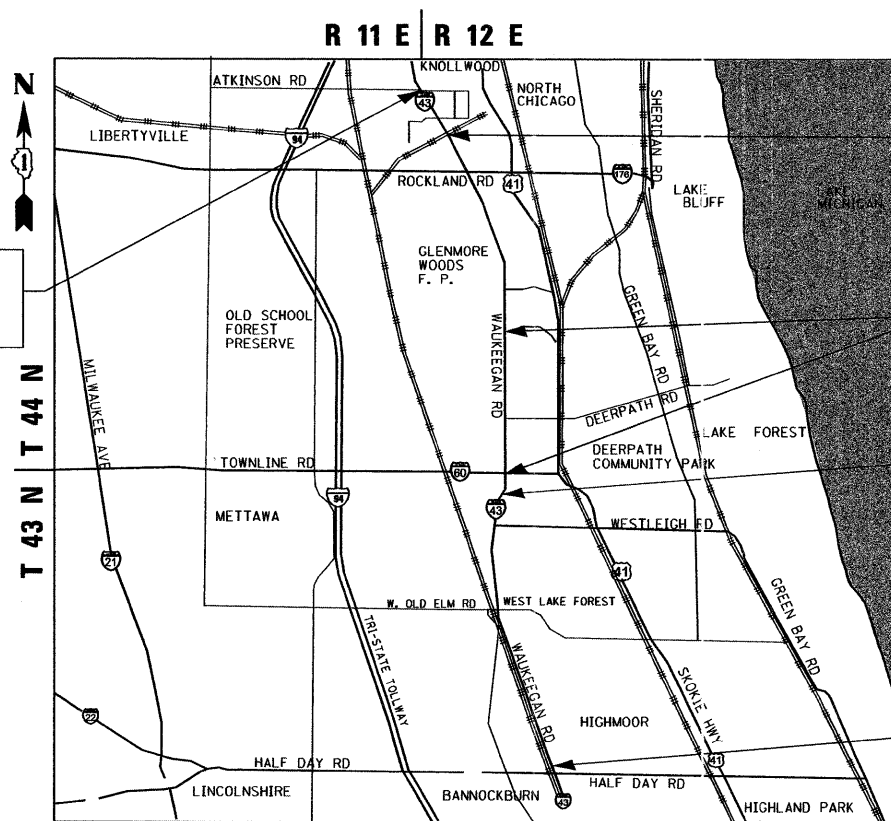 R 11 E R 12 E
KNOLLWOOD
ATKINSON RD
N
43
NORTH
CHICAGO
SHERIDAN RD
LIBERTYVILLE
94
1
ROCKLAND RD
41
176
LAKE
BLUFF
LAKE
MICHIGAN
GLENMORE
WOODS
F. P.
OLD SCHOOL
FOREST
PRESERVE
GREEN BAY RD
WAUKEEGAN RD
MILWAUKEE AVE
T 44 N
DEERPATH RD
LAKE FOREST
DEERPATH
COMMUNITY PARK
TOWNLINE RD
60
T 43 N
94
43
METTAWA
WESTLEIGH RD
21
41
W. OLD ELM RD
WEST LAKE FOREST
GREEN BAY RD
TRI-STATE TOLLWAY
WAUKEEGAN RD
SKOKIE HWY
22
HIGHMOOR
HALF DAY RD
41
HALF DAY RD
LINCOLNSHIRE
BANNOCKBURN
43
HIGHLAND PARK